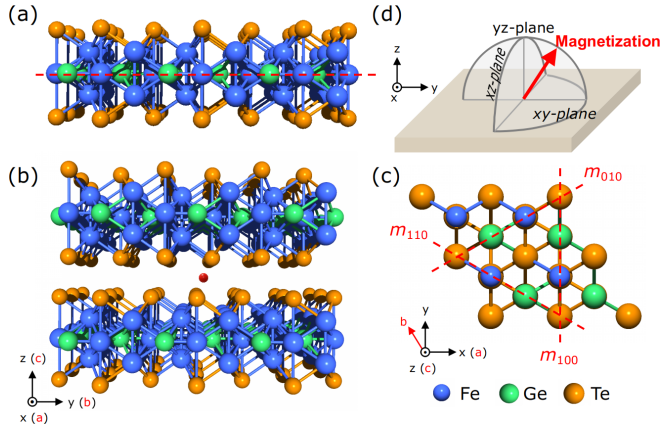 (a)
(d)
z
y
x
yz-plane
Magnetization
xz-plane
xy-plane
(b)
z (c)
y (b)
x (a)
(c)
m010
m110
m100
y
b
x (a)
z (c)
Fe Ge Te